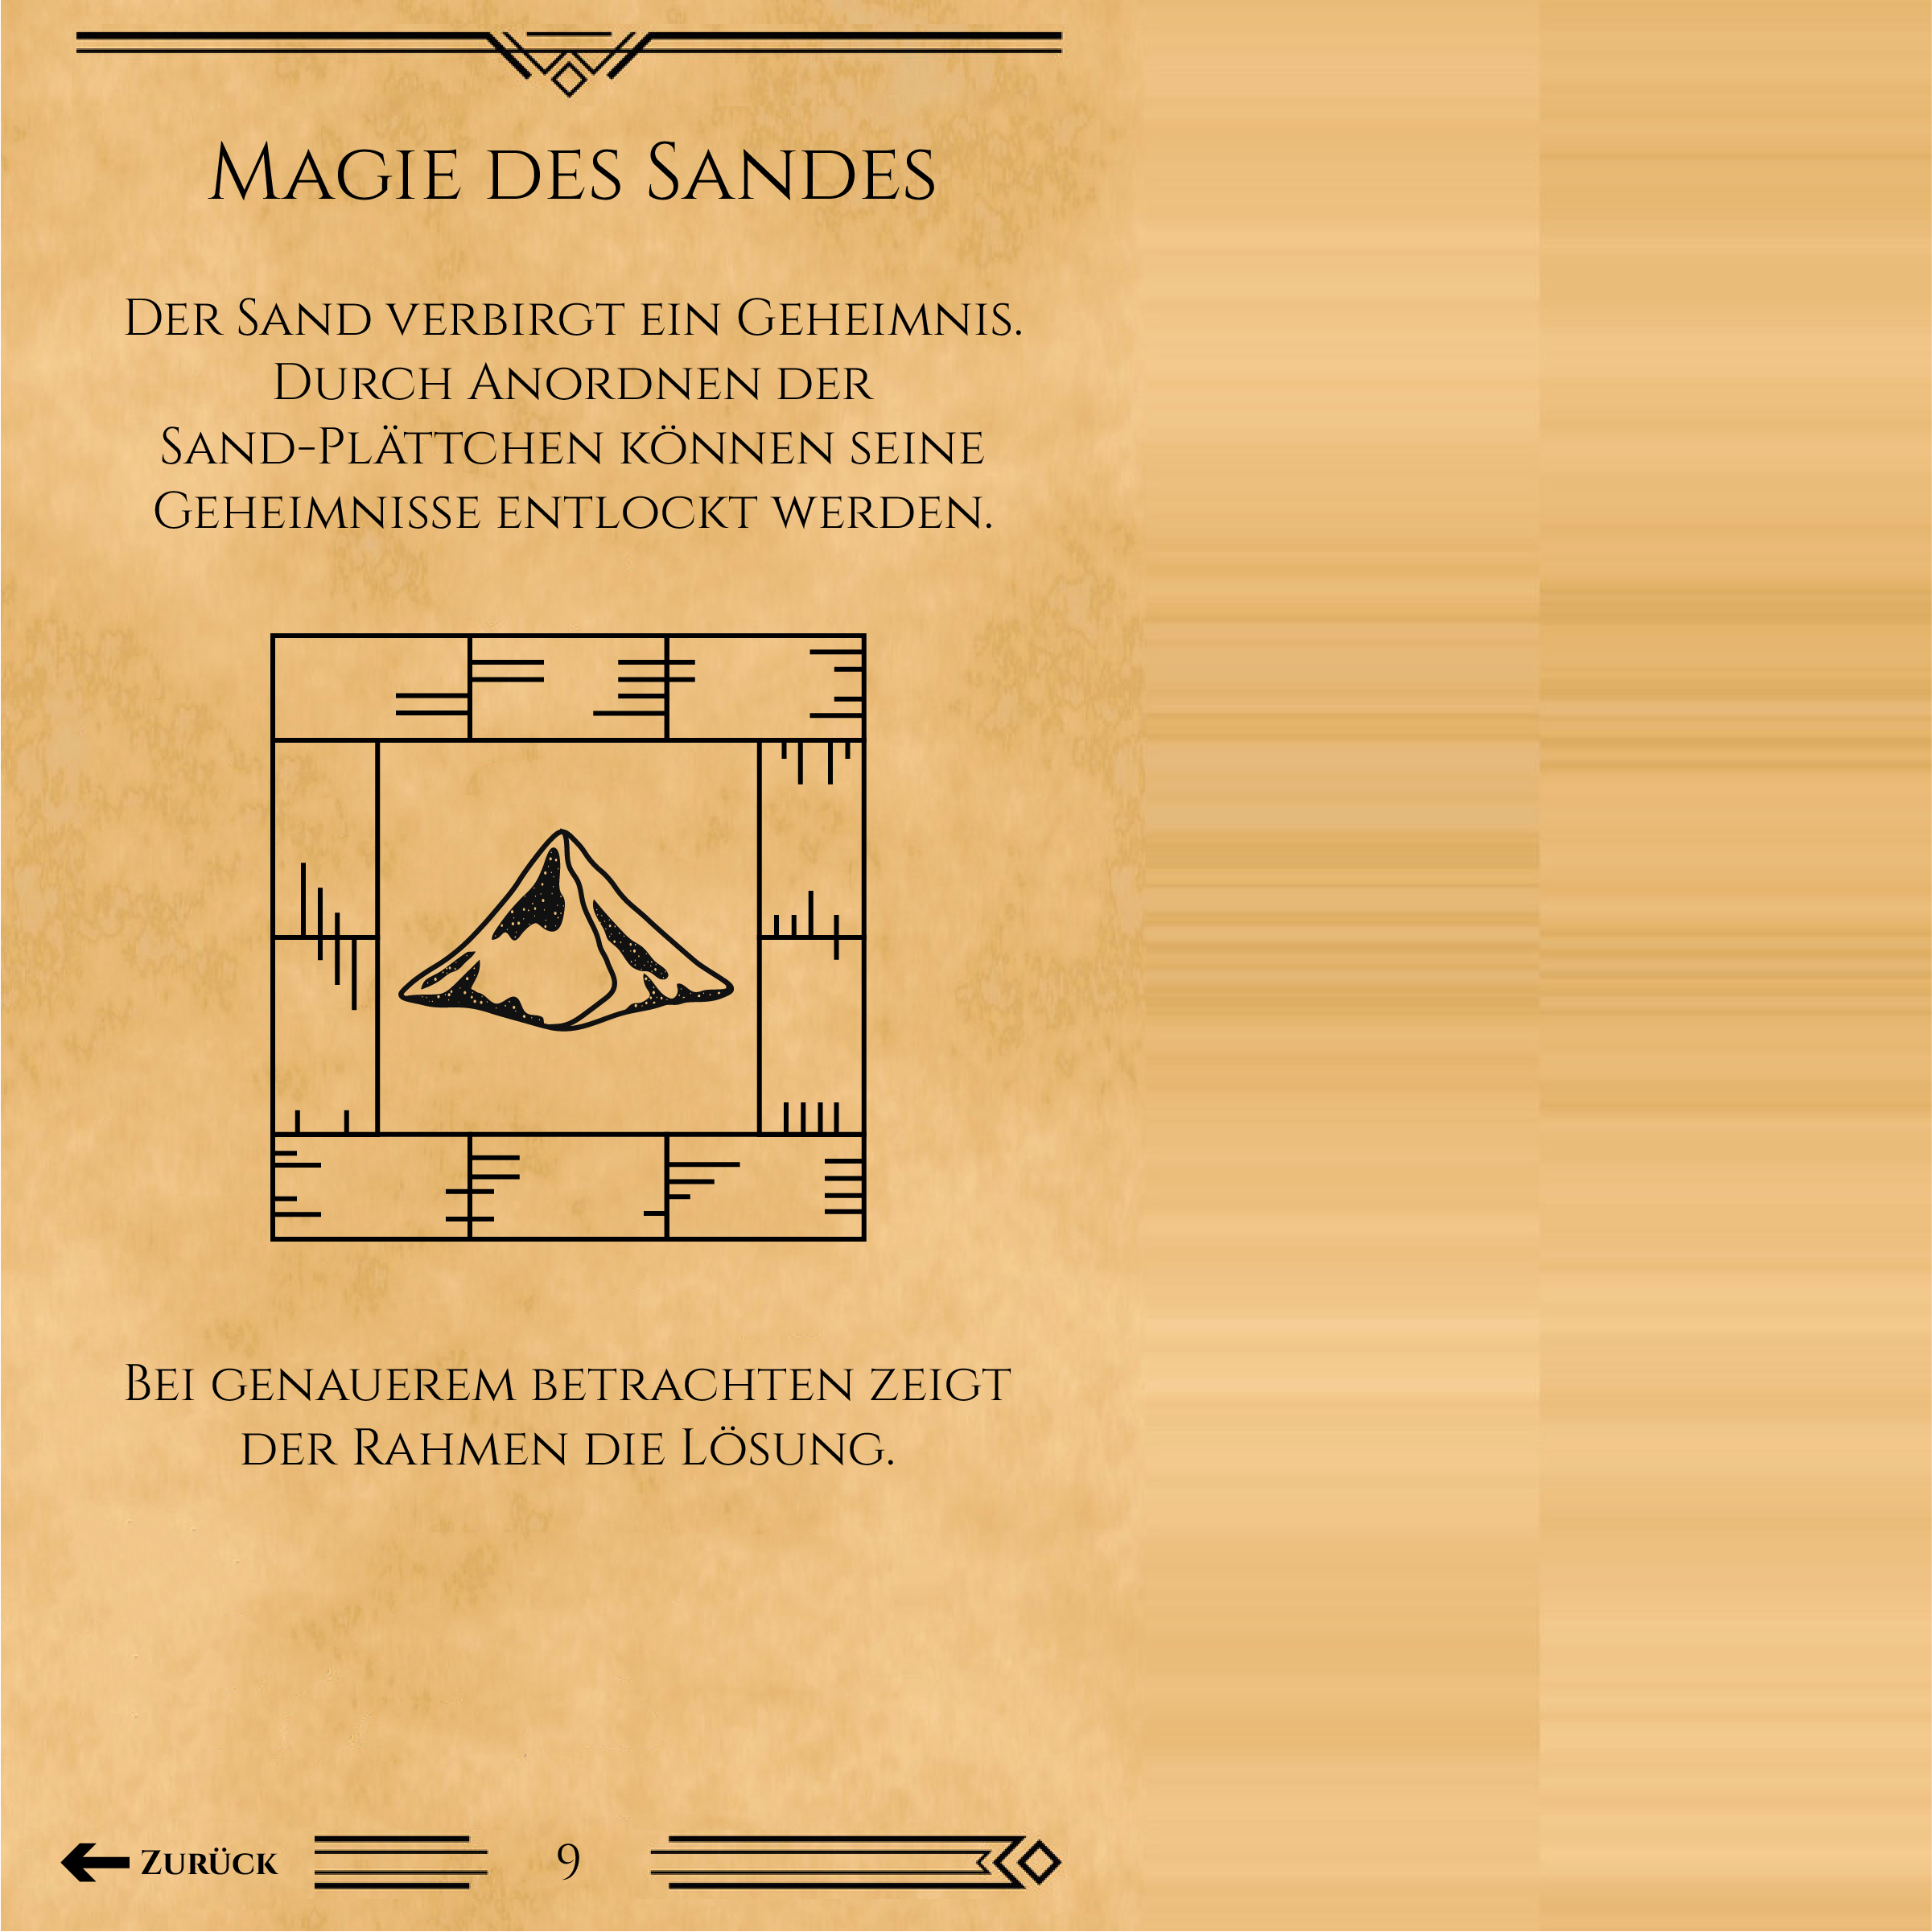 Magie des Sandes
Der Sand verbirgt ein Geheimnis.
Durch Anordnen der
Sand-Plättchen können seine
Geheimnisse entlockt werden.
Bei genauerem betrachten zeigt
der Rahmen die Lösung.
Zurück
9